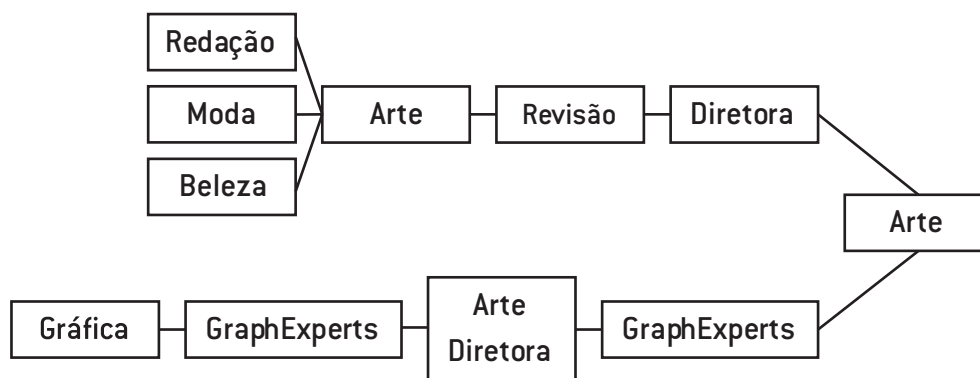 Redação
Moda
Arte
Revisão
Diretora
Beleza
Arte
Gráfica
GraphExperts
Arte
Diretora
GraphExperts